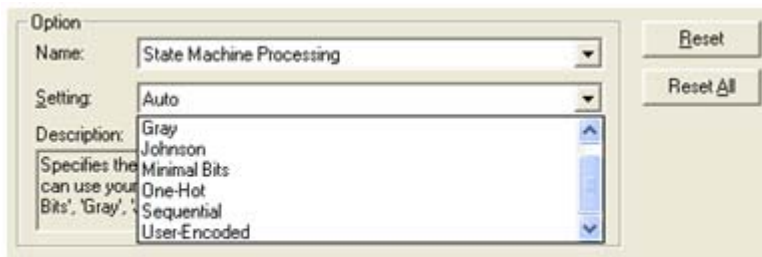 Option
Name: State Machine Processing
Reset
Setting: Auto
Reset All
Description:
Gray
Johnson
Minimal Bits
One-Hot
Sequential
User-Encoded
Specifies the
can use your
Bits', 'Gray', '